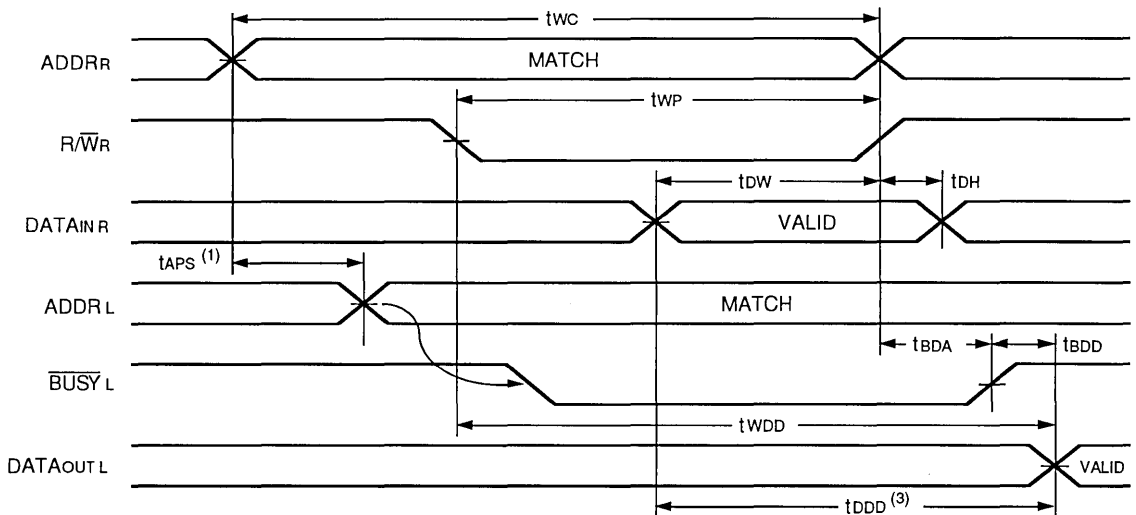 tWC
ADDRR MATCH
tWP
R/W̅R
tDW tDH
DATAIN R VALID
tAPS (1)
ADDR L MATCH
tBDA tBDD
B̅U̅S̅Y̅ L
tWDD
DATAOUT L VALID
tDDD (3)